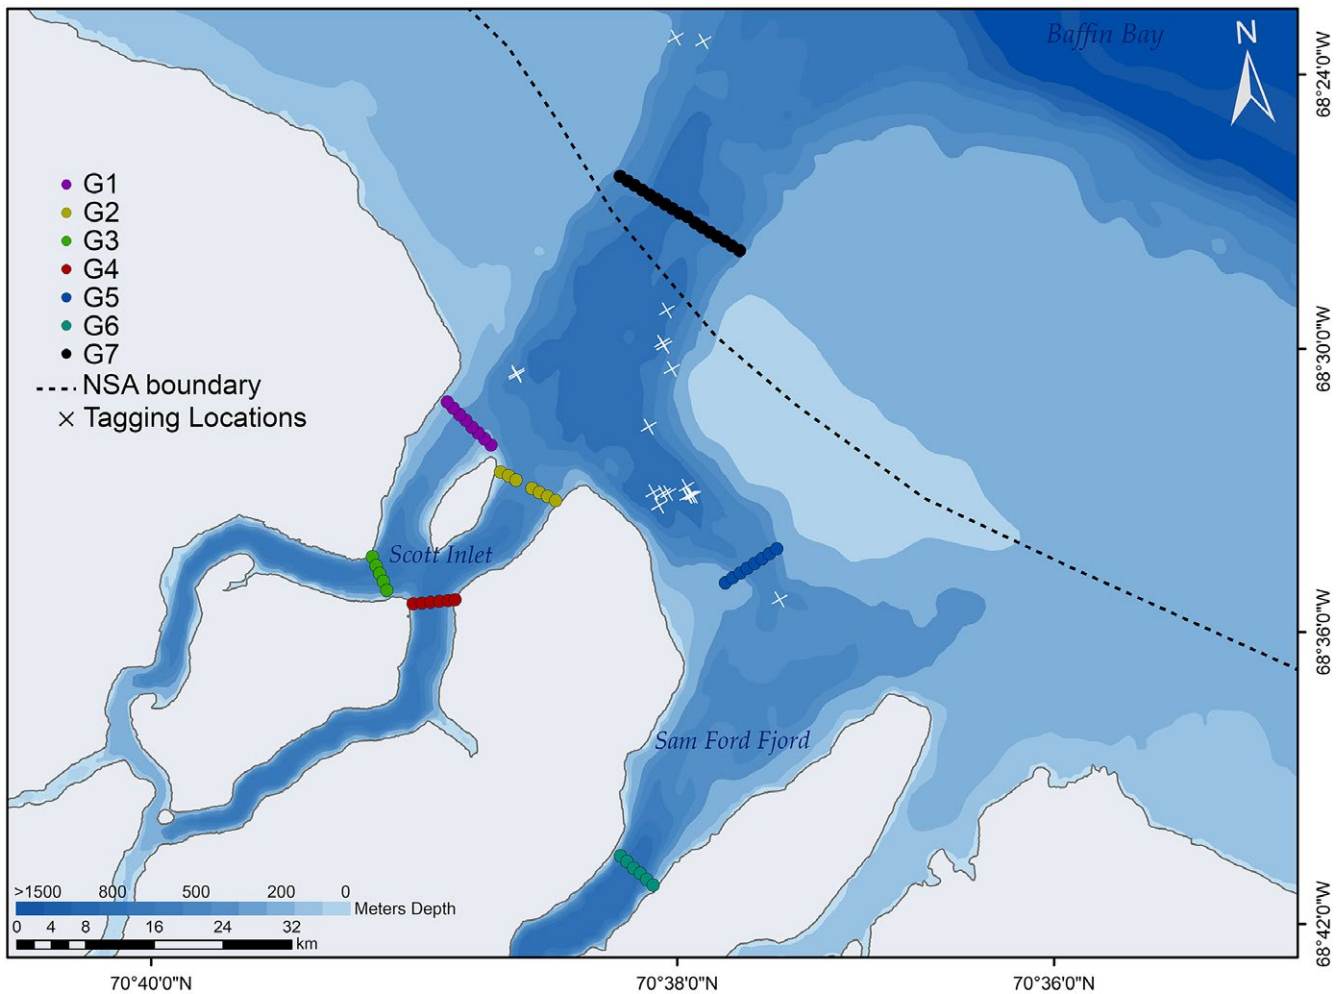 Baffin Bay
N
68°24'0"W
G1
G2
G3
G4
G5
G6
G7
NSA boundary
Tagging Locations
68°30'0"W
Scott Inlet
68°36'0"W
Sam Ford Fjord
>1500 800 500 200 0
Meters Depth
0 4 8 16 24 32
km
68°42'0"W
70°40'0"N 70°38'0"N 70°36'0"N